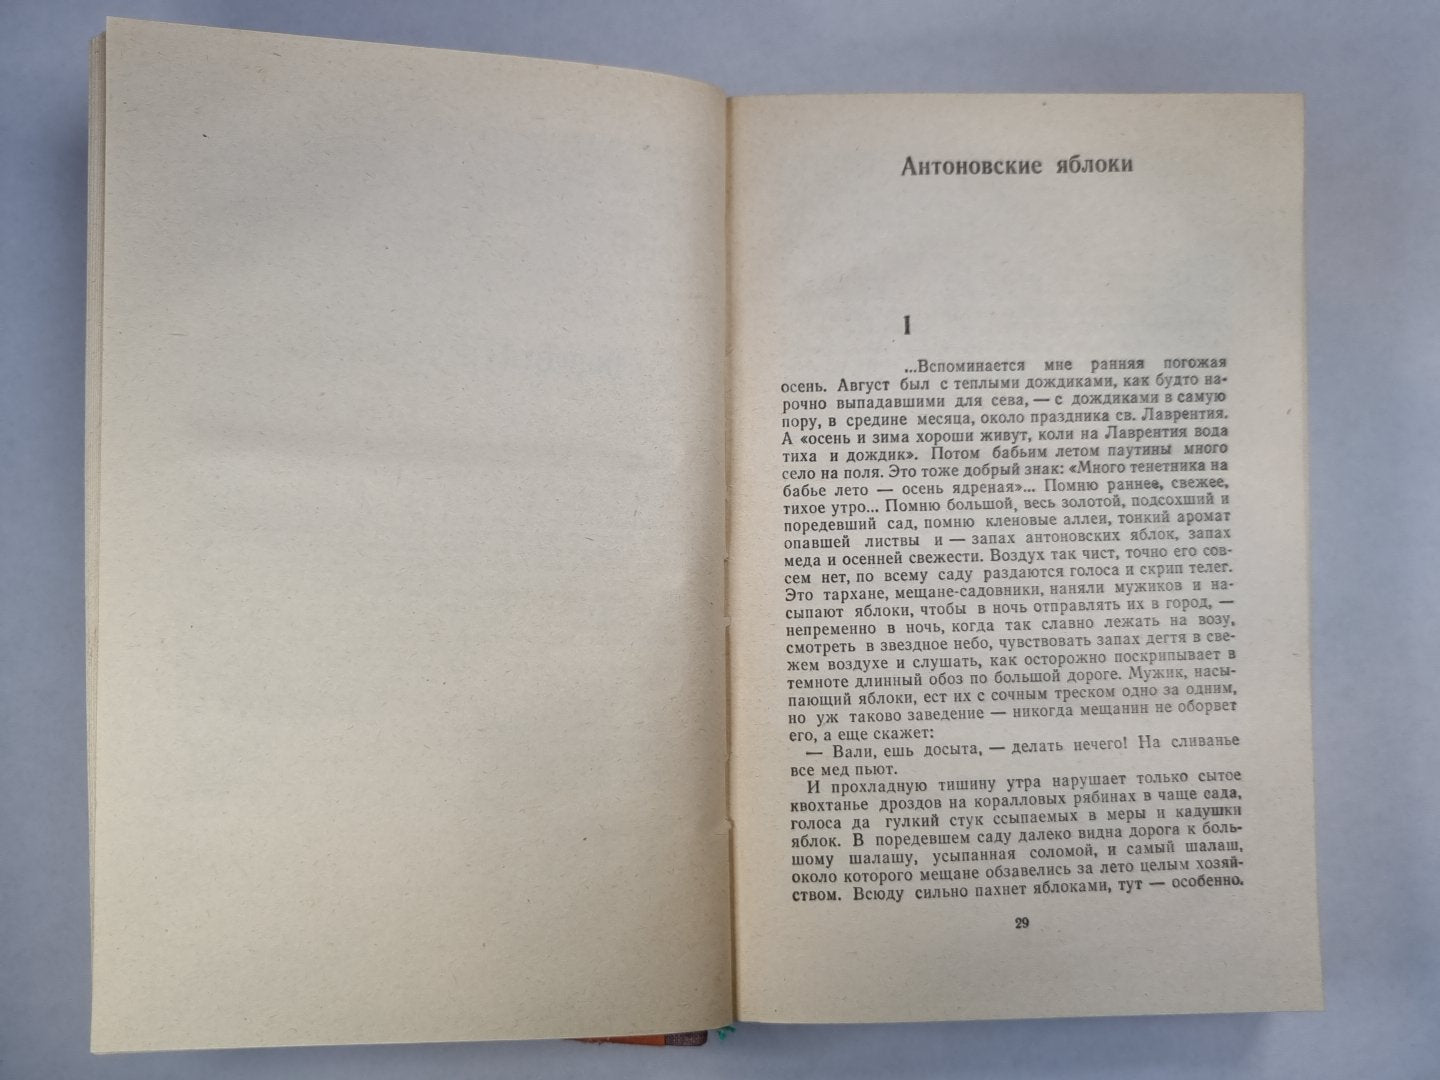 Антоновские яблоки
I
...Вспоминается мне ранняя погожая
осень. Август был с теплыми дождиками, как будто на-
рочно выпадавшими для сева, — с дождиками в самую
пору, в средине месяца, около праздника св. Лаврентия.
А «осень и зима хороши живут, коли на Лаврентия вода
тиха и дождик». Потом бабьим летом паутины много
село на поля. Это тоже добрый знак: «Много тенетника на
бабье лето — осень ядреная»... Помню раннее, свежее,
тихое утро... Помню большой, весь золотой, подсохший и
поредевший сад, помню кленовые аллеи, тонкий аромат
опавшей листвы и — запах антоновских яблок, запах
меда и осенней свежести. Воздух так чист, точно его сов-
сем нет, по всему саду раздаются голоса и скрип телег.
Это тархане, мещане-садовники, наняли мужиков и на-
сыпают яблоки, чтобы в ночь отправлять их в город, —
непременно в ночь, когда так славно лежать на возу,
смотреть в звездное небо, чувствовать запах дегтя в све-
жем воздухе и слушать, как осторожно поскрипывает в
темноте длинный обоз по большой дороге. Мужик, насы-
пающий яблоки, ест их с сочным треском одно за одним,
но уж таково заведение — никогда мещанин не оборвет
его, а еще скажет:
— Вали, ешь досыта, — делать нечего! На сливанье
все мед пьют.
И прохладную тишину утра нарушает только сытое
квохтанье дроздов на коралловых рябинах в чаще сада,
голоса да гулкий стук ссыпаемых в меры и кадушки
яблок. В поредевшем саду далеко видна дорога к боль-
шому шалашу, усыпанная соломой, и самый шалаш,
около которого мещане обзавелись за лето целым хозяй-
ством. Всюду сильно пахнет яблоками, тут — особенно.
29